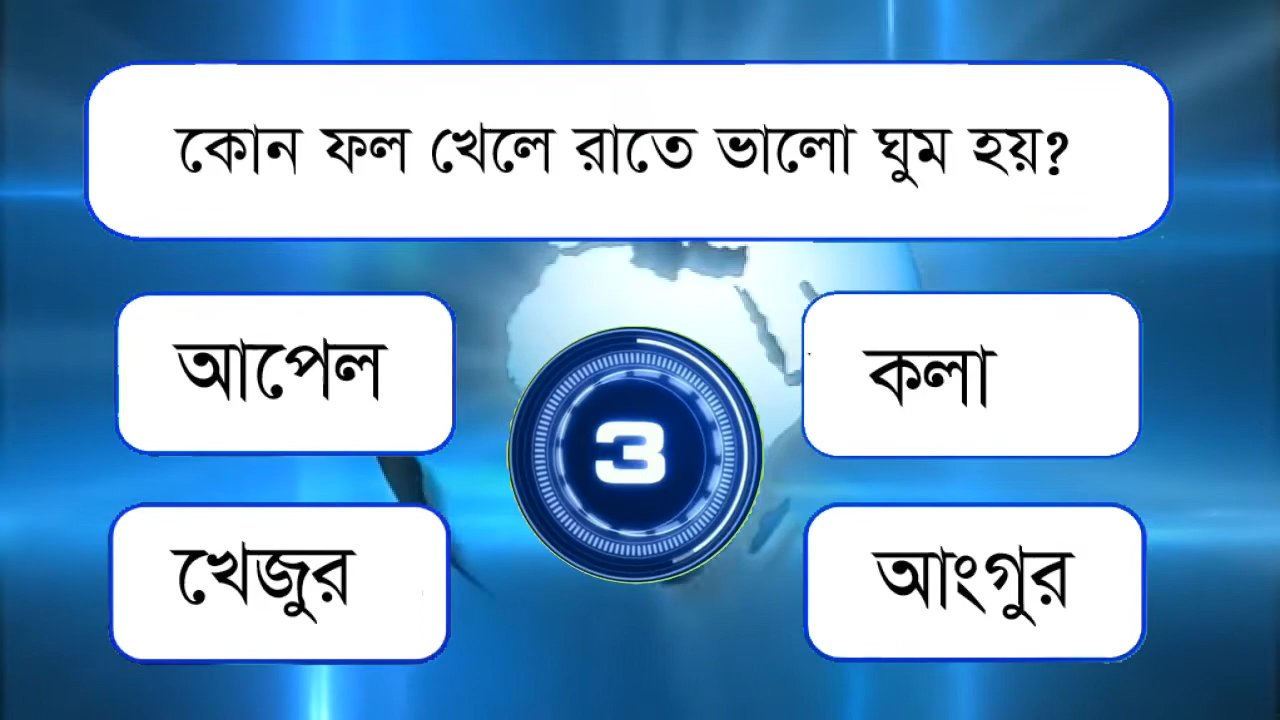 কোন ফল খেলে রাতে ভালো ঘুম হয়?
আপেল
কলা
3
খেজুর
আংগুর